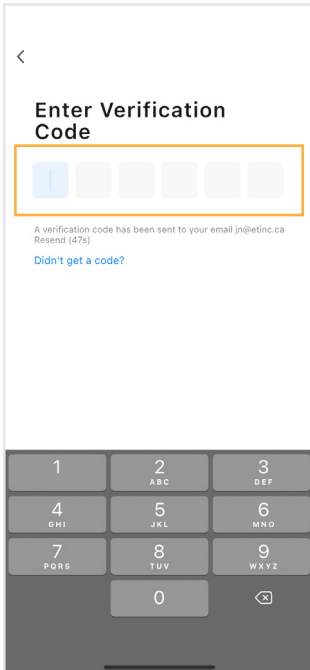 Enter Verification
Code
A verification code has been sent to your email jn@etinc.ca
Resend (47s)
Didn't get a code?
1 2 3
ABC DEF
4 5 6
GHI JKL MNO
7 8 9
PQRS TUV WXYZ
0